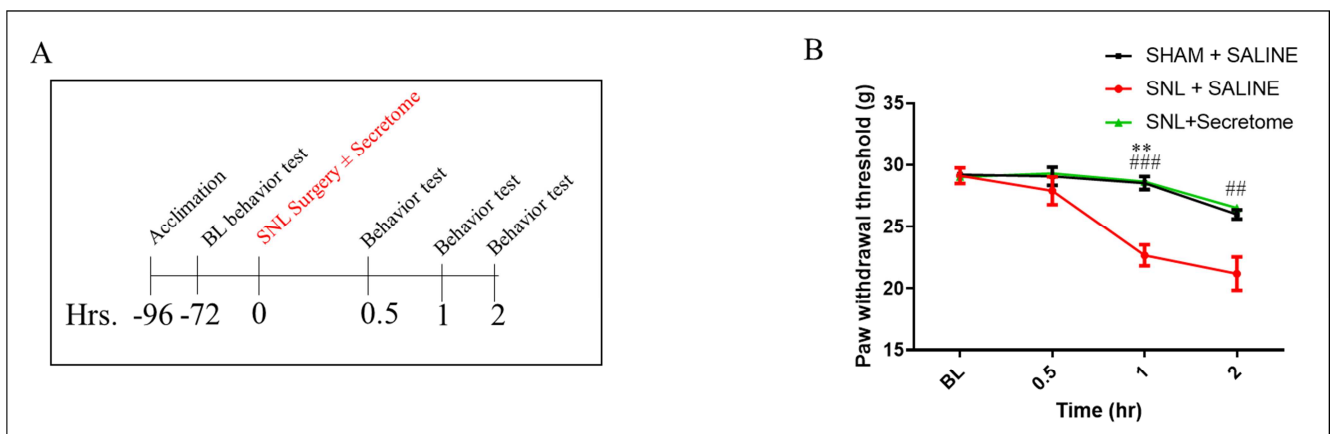 A
Acclimation
BL behavior test
SNL Surgery ± Secretome
Behavior test
Behavior test
Behavior test
Hrs. -96 -72 0 0.5 1 2
B
SHAM + SALINE
SNL + SALINE
SNL+Secretome
Paw withdrawal threshold (g)
35
30
25
20
15
**
###
##
BL 0.5 1 2
Time (hr)